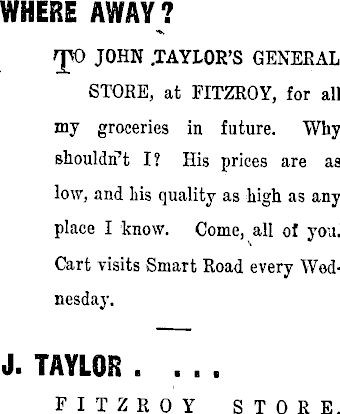 WHERE AWAY?
TO JOHN TAYLOR'S GENERAL
STORE, at FITZROY, for all
my groceries in future. Why
shouldn't I? His prices are as
low, and his quality as high as any
place I know. Come, all of you.
Cart visits Smart Road every Wed-
nesday.
J. TAYLOR . . . .
FITZROY STORE.